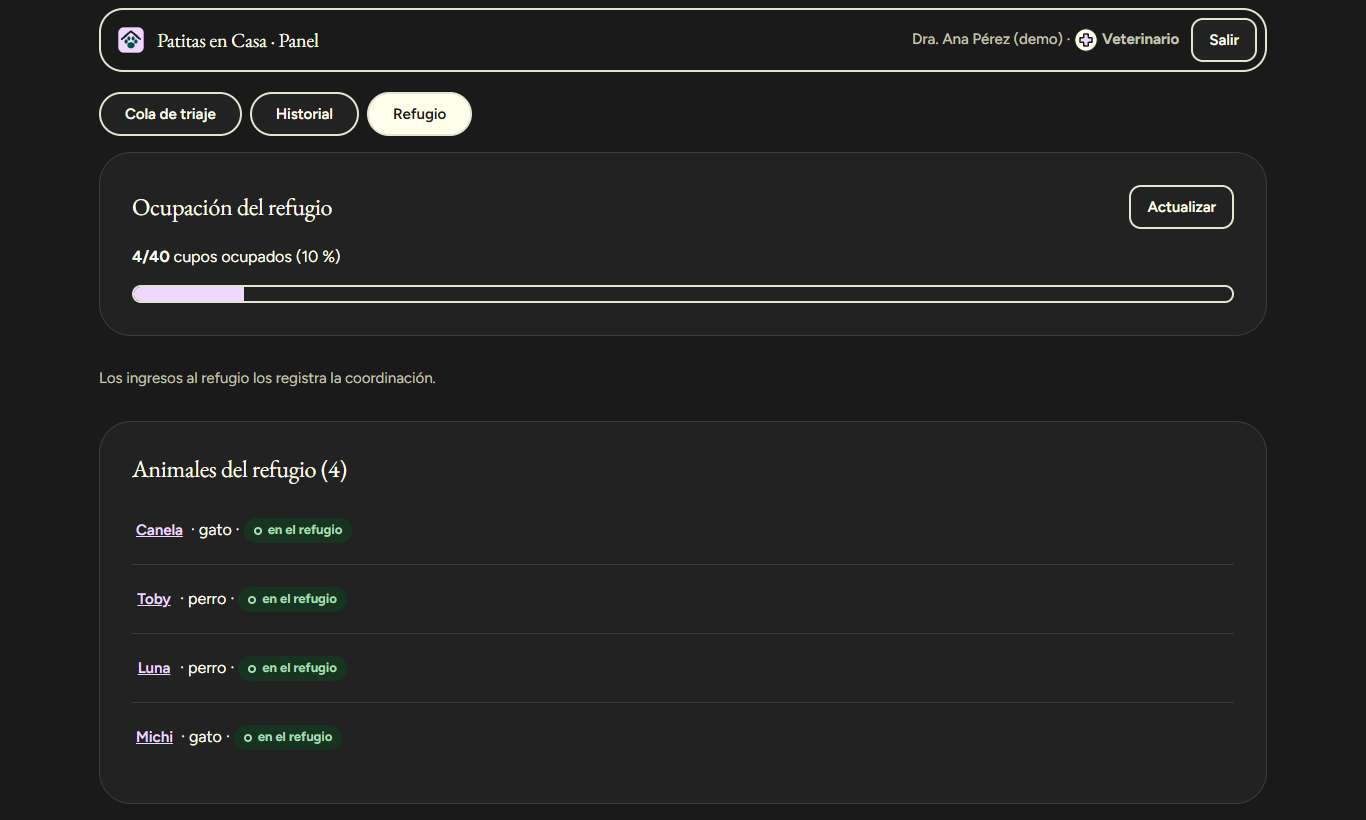 Patitas en Casa · Panel
Dra. Ana Pérez (demo) · Veterinario
Salir
Cola de triaje
Historial
Refugio
Ocupación del refugio
Actualizar
4/40 cupos ocupados (10 %)
Los ingresos al refugio los registra la coordinación.
Animales del refugio (4)
Canela · gato · en el refugio
Toby · perro · en el refugio
Luna · perro · en el refugio
Michi · gato · en el refugio